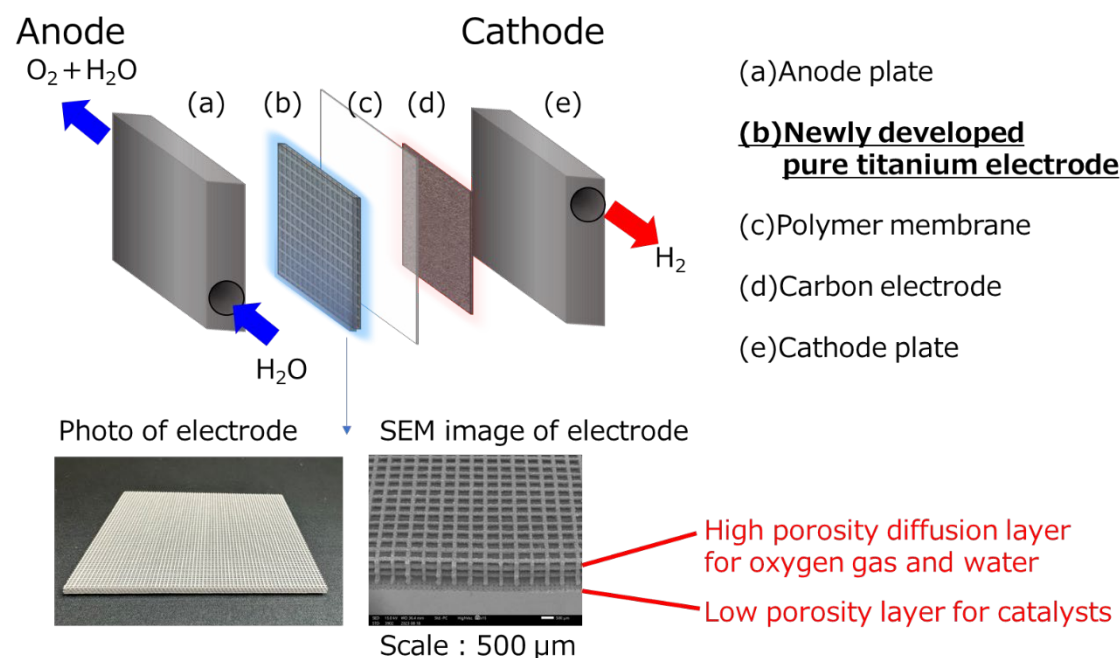 Anode
Cathode
O₂+H₂O
(a)
(b)
(c)
(d)
(e)
H₂O
H₂
(a)Anode plate
(b)Newly developed
pure titanium electrode
(c)Polymer membrane
(d)Carbon electrode
(e)Cathode plate
Photo of electrode
SEM image of electrode
High porosity diffusion layer
for oxygen gas and water
Low porosity layer for catalysts
Scale : 500 μm